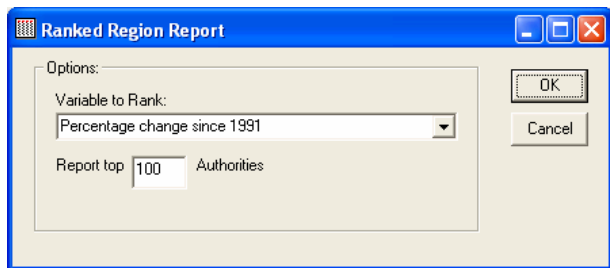 Ranked Region Report
Options:
Variable to Rank:
Percentage change since 1991
Report top 100 Authorities
OK
Cancel